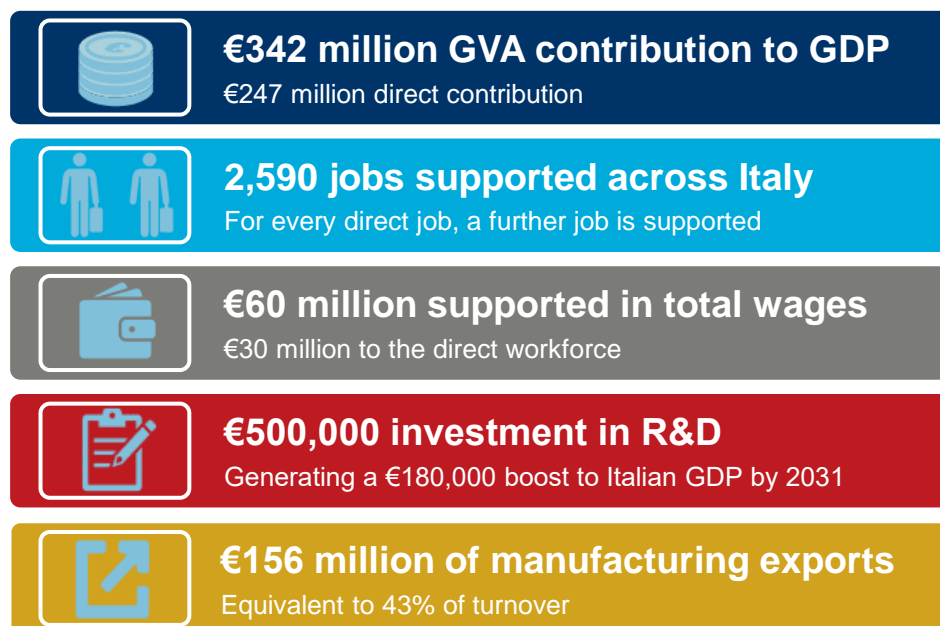 €342 million GVA contribution to GDP
€247 million direct contribution
2,590 jobs supported across Italy
For every direct job, a further job is supported
€60 million supported in total wages
€30 million to the direct workforce
€500,000 investment in R&D
Generating a €180,000 boost to Italian GDP by 2031
€156 million of manufacturing exports
Equivalent to 43% of turnover